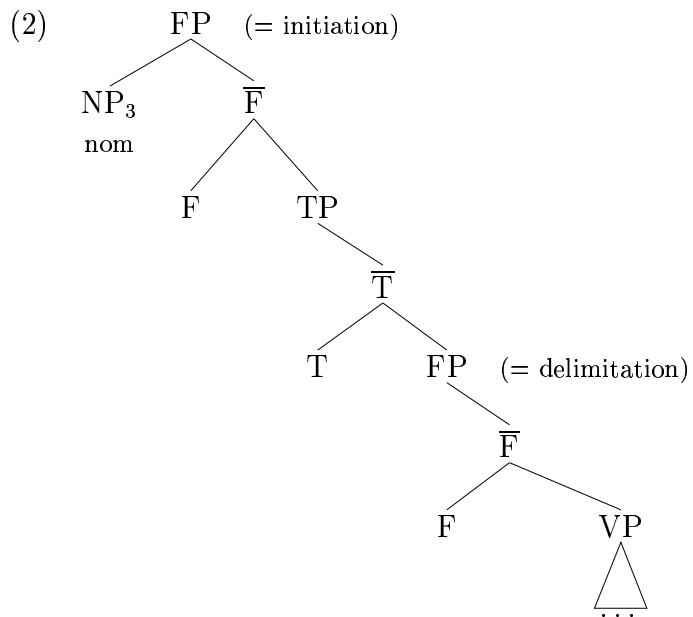 (2) FP (= initiation)
NP₃ F̅
nom
F TP
T̅
T FP (= delimitation)
F̅
F VP
. . .